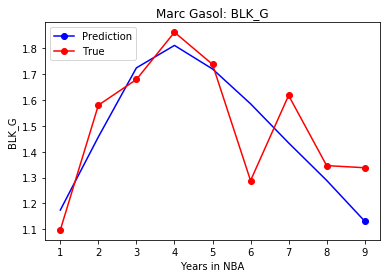 Marc Gasol: BLK_G
Prediction
True
BLK_G
1.8
1.7
1.6
1.5
1.4
1.3
1.2
1.1
1 2 3 4 5 6 7 8 9
Years in NBA